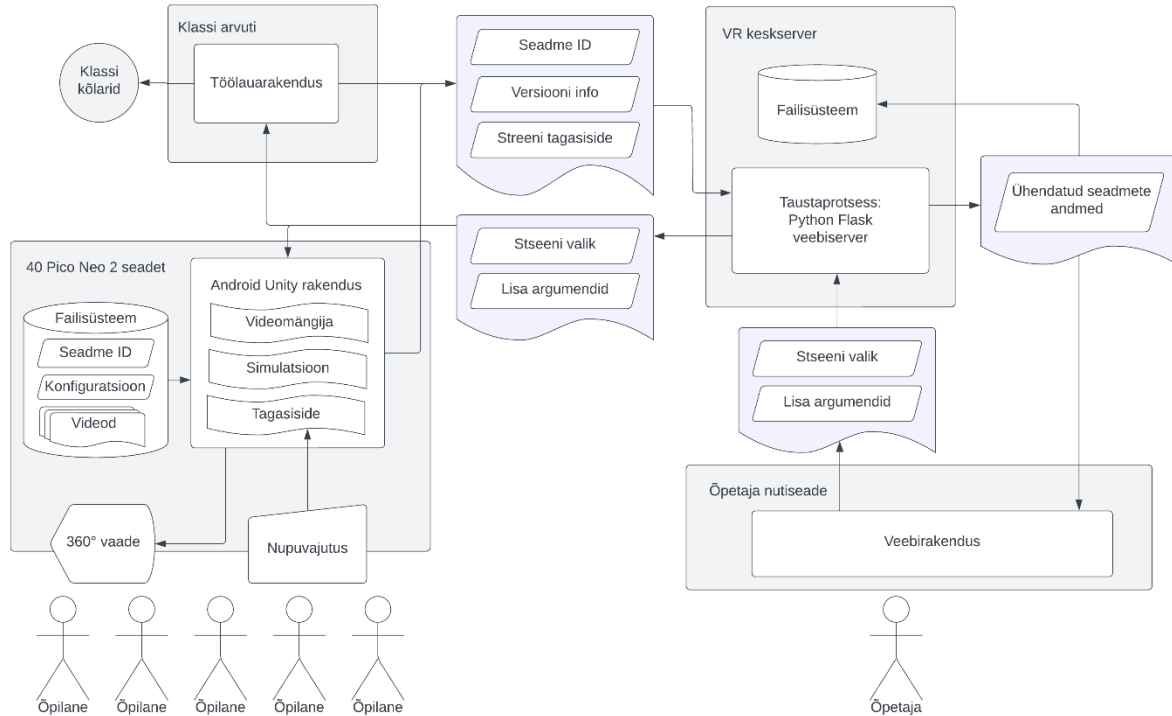 Klassi arvuti
Klassi
kõlarid
Töölauarakendus
Seadme ID
Versiooni info
Streeni tagasiside
VR keskserver
Failisüsteem
Taustaprotsess:
Python Flask
veebiserver
Ühendatud seadmete
andmed
Stseeni valik
Lisa argumendid
40 Pico Neo 2 seadet
Failisüsteem
Seadme ID
Konfiguratsioon
Videod
Android Unity rakendus
Videomängija
Simulatsioon
Tagasiside
360° vaade
Nupuvajutus
Stseeni valik
Lisa argumendid
Õpetaja nutiseade
Veebirakendus
Õpilane
Õpilane
Õpilane
Õpilane
Õpilane
Õpetaja